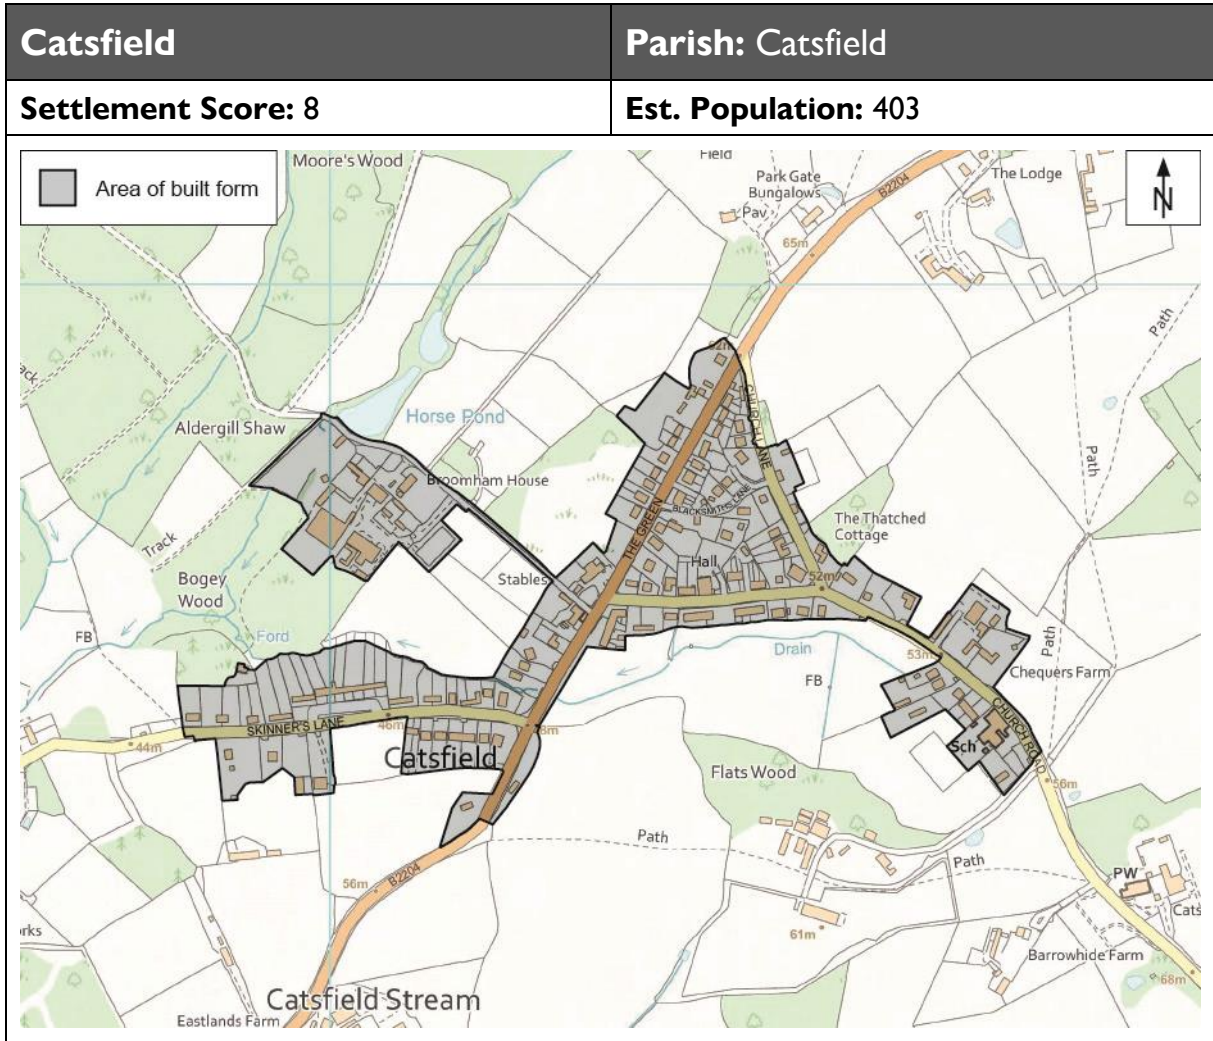 Catsfield
Parish: Catsfield
Settlement Score: 8
Est. Population: 403
Area of built form
N
Moore's Wood
Field
Park Gate
Bungalows
Pav
B2204
The Lodge
65m
Path
CHURCH LANE
Horse Pond
Aldergill Shaw
Broomham House
Path
THE GREEN
BLACKSMITHS LANE
The Thatched
Cottage
Track
Hall
Stables
52m
Bogey
Wood
FB
Ford
Drain
53m
Path
Chequers Farm
FB
SKINNER'S LANE
46m
44m
Catsfield
CHURCH ROAD
Sch
Flats Wood
56m
Path
Path
56m
B2204
PW
Cats
61m
Barrowhide Farm
68m
Catsfield Stream
Eastlands Farm